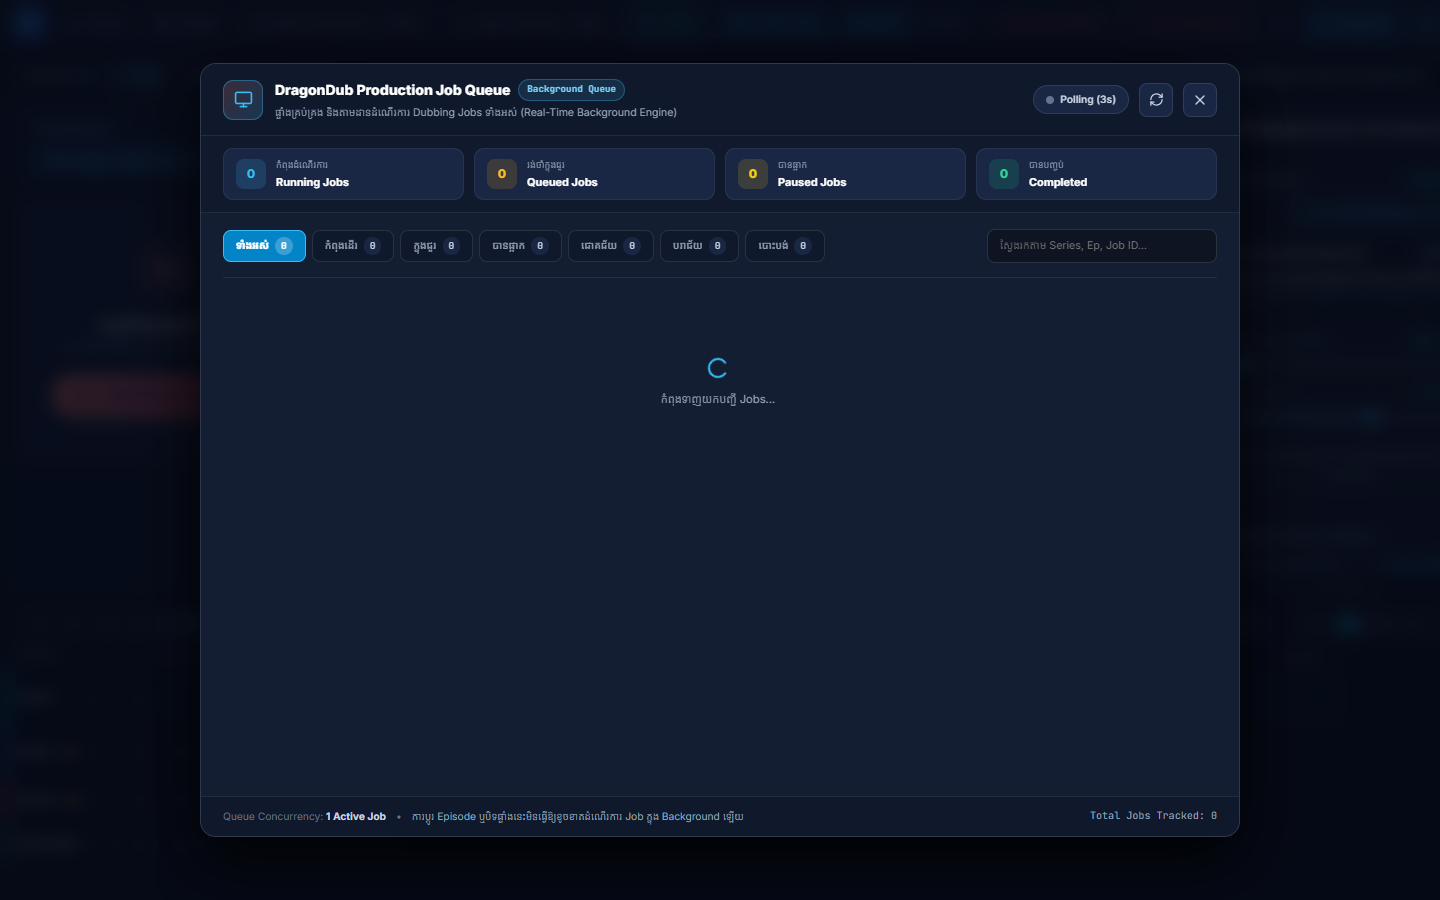 DragonDub Production Job Queue Background Queue
ផ្ទាំងគ្រប់គ្រង និងតាមដានដំណើរការ Dubbing Jobs ទាំងអស់ (Real-Time Background Engine)
Polling (3s)
0 កំពុងដំណើរការ
Running Jobs
0 រង់ចាំក្នុងជួរ
Queued Jobs
0 បានផ្អាក
Paused Jobs
0 បានបញ្ចប់
Completed
ទាំងអស់ 0 កំពុងដើរ 0 ក្នុងជួរ 0 បានផ្អាក 0 ជោគជ័យ 0 បរាជ័យ 0 បោះបង់ 0
ស្វែងរកតាម Series, Ep, Job ID...
កំពុងទាញយកបញ្ជី Jobs...
Queue Concurrency: 1 Active Job • ការប្តូរ Episode ឬបិទផ្ទាំងនេះមិនធ្វើឱ្យខូចខាតដំណើរការ Job ក្នុង Background ឡើយ
Total Jobs Tracked: 0